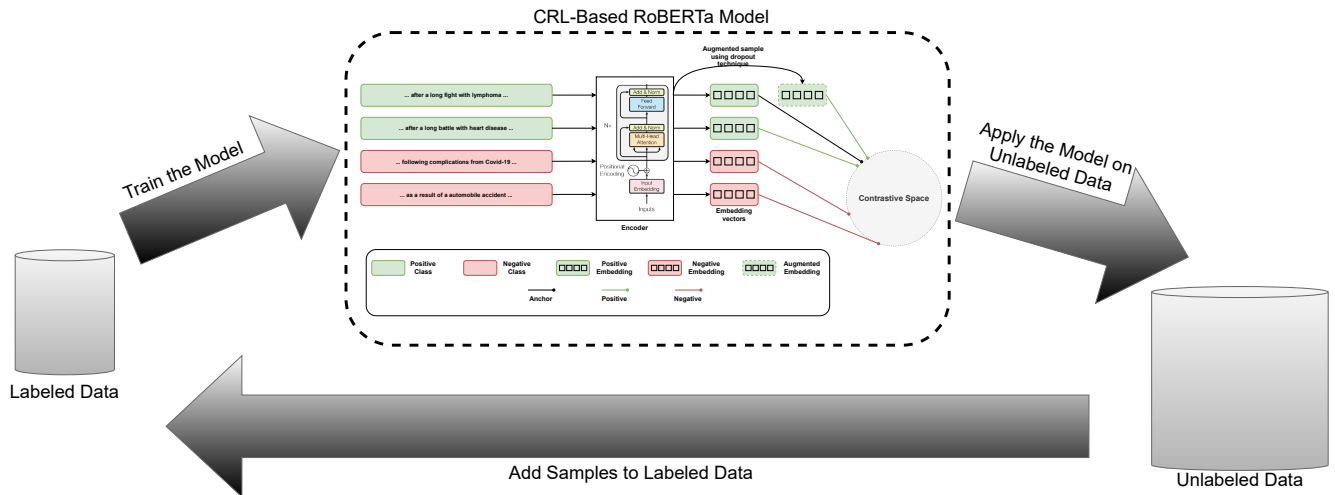 CRL-Based RoBERTa Model
Augmented sample
using dropout
technique
... after a long fight with lymphoma ...
... after a long battle with heart disease ...
... following complications from Covid-19 ...
... as a result of a automobile accident ...
Add & Norm
Feed
Forward
N×
Add & Norm
Multi-Head
Attention
Positional
Encoding
Input
Embedding
Inputs
Encoder
Embedding
vectors
Contrastive Space
Positive
Class
Negative
Class
Positive
Embedding
Negative
Embedding
Augmented
Embedding
Anchor
Positive
Negative
Train the Model
Apply the Model on
Unlabeled Data
Labeled Data
Add Samples to Labeled Data
Unlabeled Data